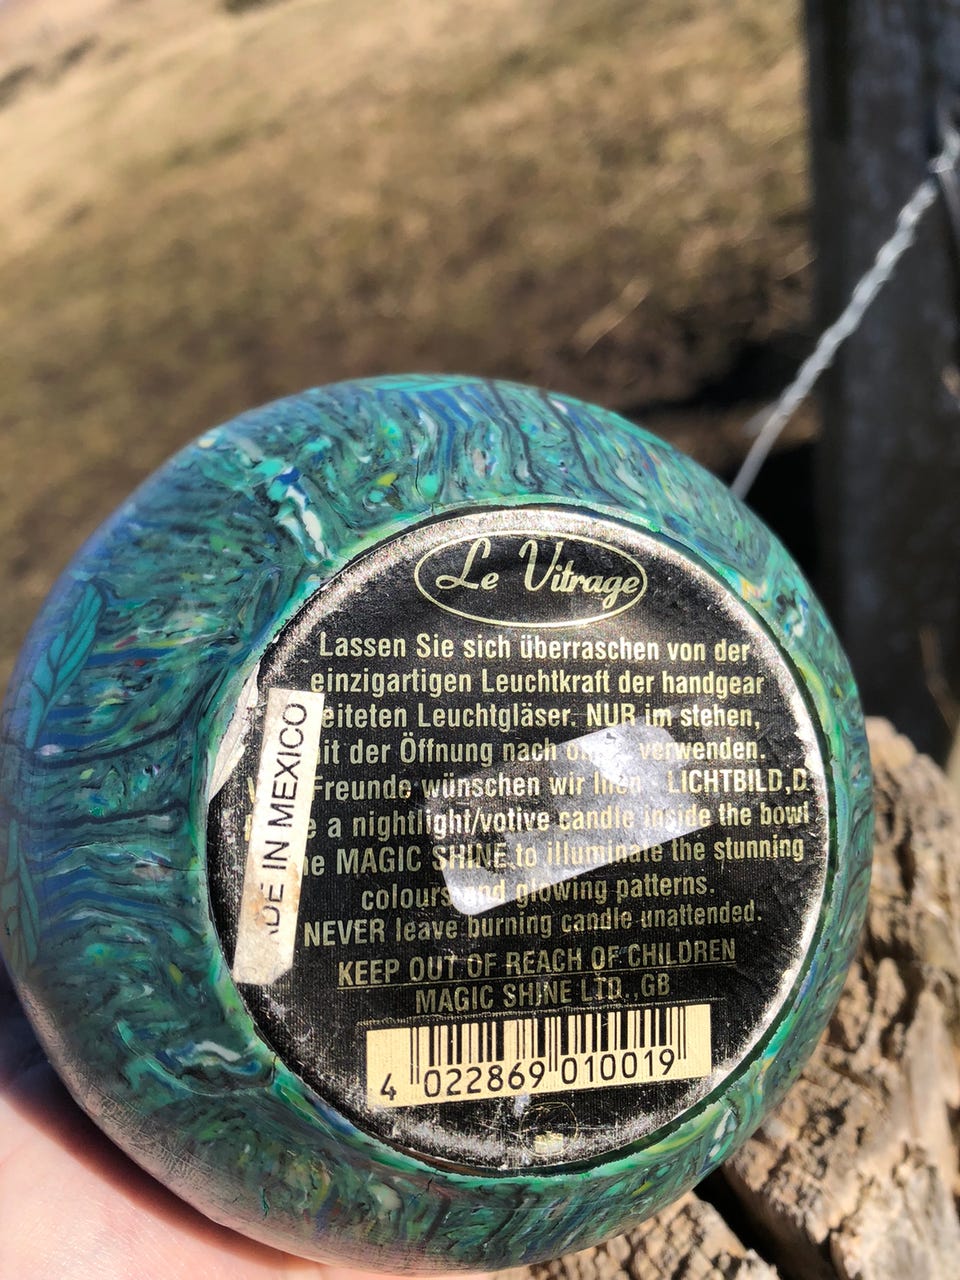 Le Vitrage
Lassen Sie sich überraschen von der
einzigartigen Leuchtkraft der handgear
eiteten Leuchtgläser. NUR im stehen,
it der Öffnung nach verwenden.
Freunde wünschen wir Ihen - LICHTBILD,D
a nightlight/votive candle inside the bowl
MAGIC SHINE to illuminate the stunning
colours and glowing patterns.
NEVER leave burning candle unattended.
KEEP OUT OF REACH OF CHILDREN
MAGIC SHINE LTD.,GB
4 022869 010019
ADE IN MEXICO